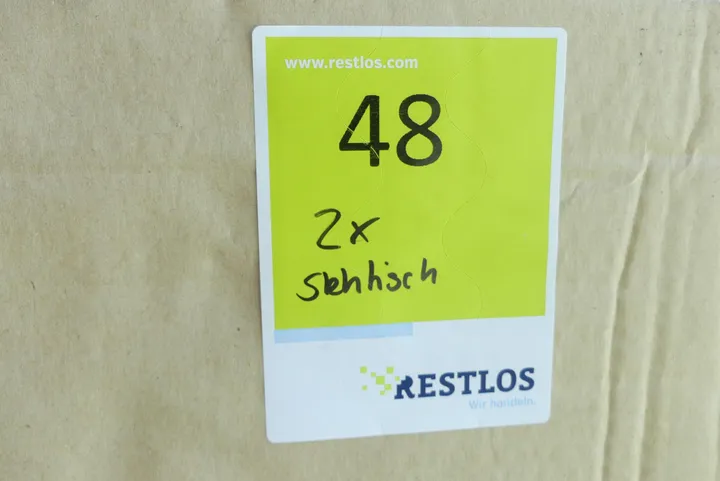 www.restlos.com
48
2x
Stehtisch
RESTLOS
Wir handeln.